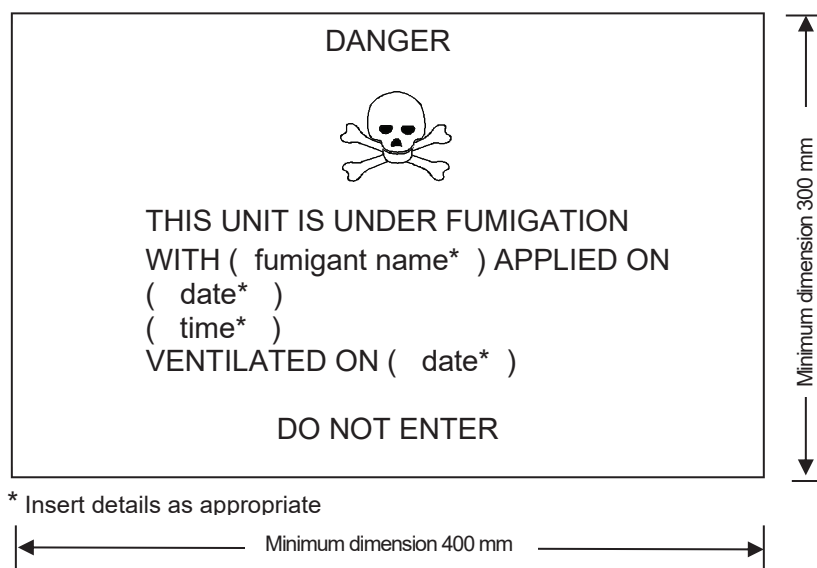 DANGER
THIS UNIT IS UNDER FUMIGATION
WITH ( fumigant name* ) APPLIED ON
( date* )
( time* )
VENTILATED ON ( date* )
DO NOT ENTER
* Insert details as appropriate
Minimum dimension 400 mm
Minimum dimension 300 mm